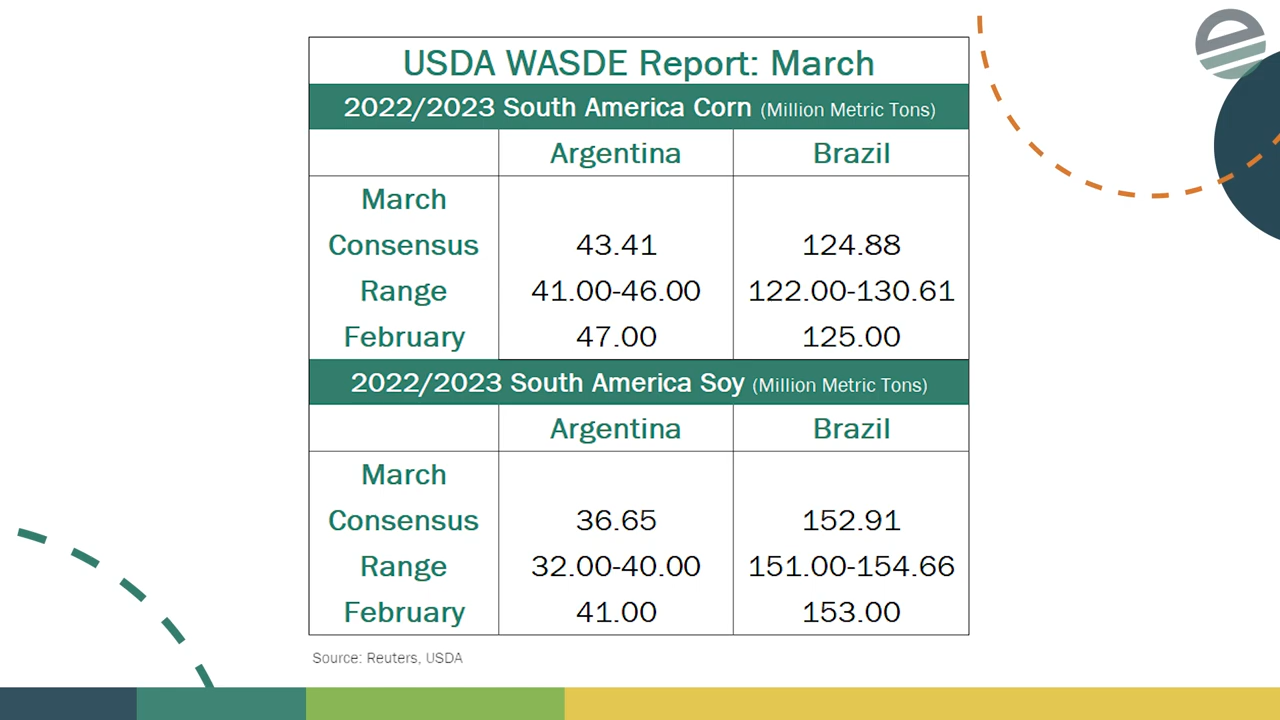 USDA WASDE Report: March
2022/2023 South America Corn (Million Metric Tons)
Argentina Brazil
March
Consensus 43.41 124.88
Range 41.00-46.00 122.00-130.61
February 47.00 125.00
2022/2023 South America Soy (Million Metric Tons)
Argentina Brazil
March
Consensus 36.65 152.91
Range 32.00-40.00 151.00-154.66
February 41.00 153.00
Source: Reuters, USDA